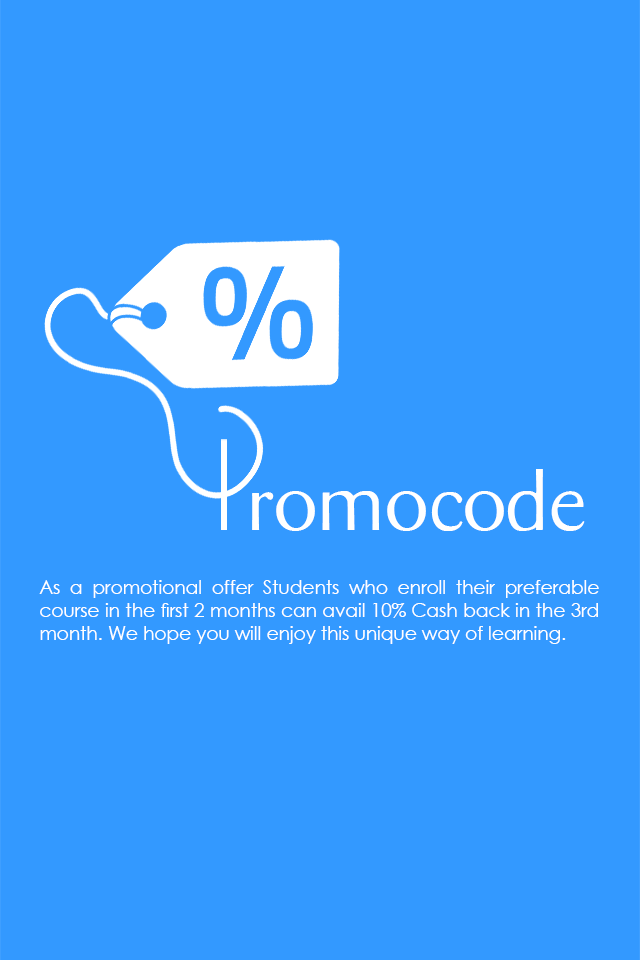 %
Promocode
As a promotional offer Students who enroll their preferable
course in the first 2 months can avail 10% Cash back in the 3rd
month. We hope you will enjoy this unique way of learning.